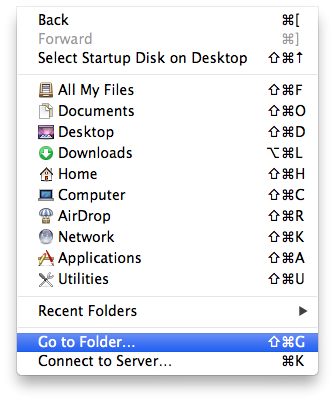 Back ⌘[
Forward ⌘]
Select Startup Disk on Desktop ⇧⌘↑
All My Files ⇧⌘F
Documents ⇧⌘O
Desktop ⇧⌘D
Downloads ⌥⌘L
Home ⇧⌘H
Computer ⇧⌘C
AirDrop ⇧⌘R
Network ⇧⌘K
Applications ⇧⌘A
Utilities ⇧⌘U
Recent Folders ▶
Go to Folder... ⇧⌘G
Connect to Server... ⌘K